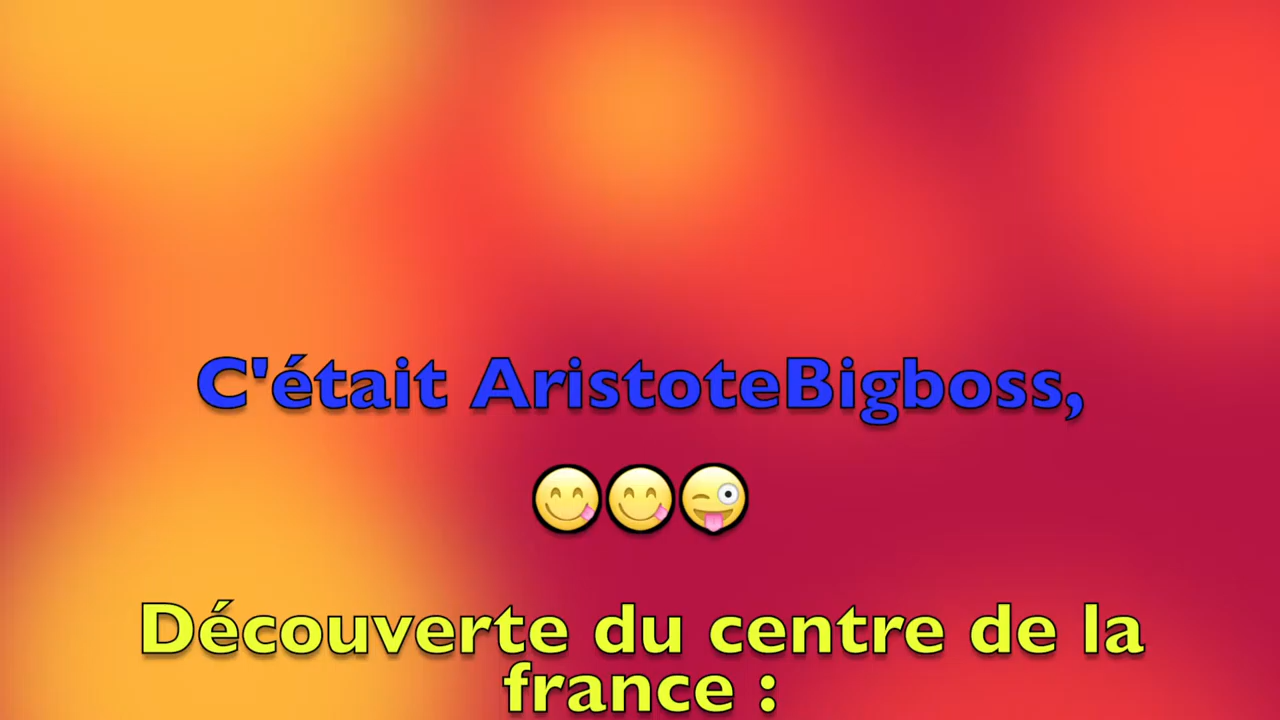 C'était AristoteBigboss,
😋😋😜
Découverte du centre de la
france :